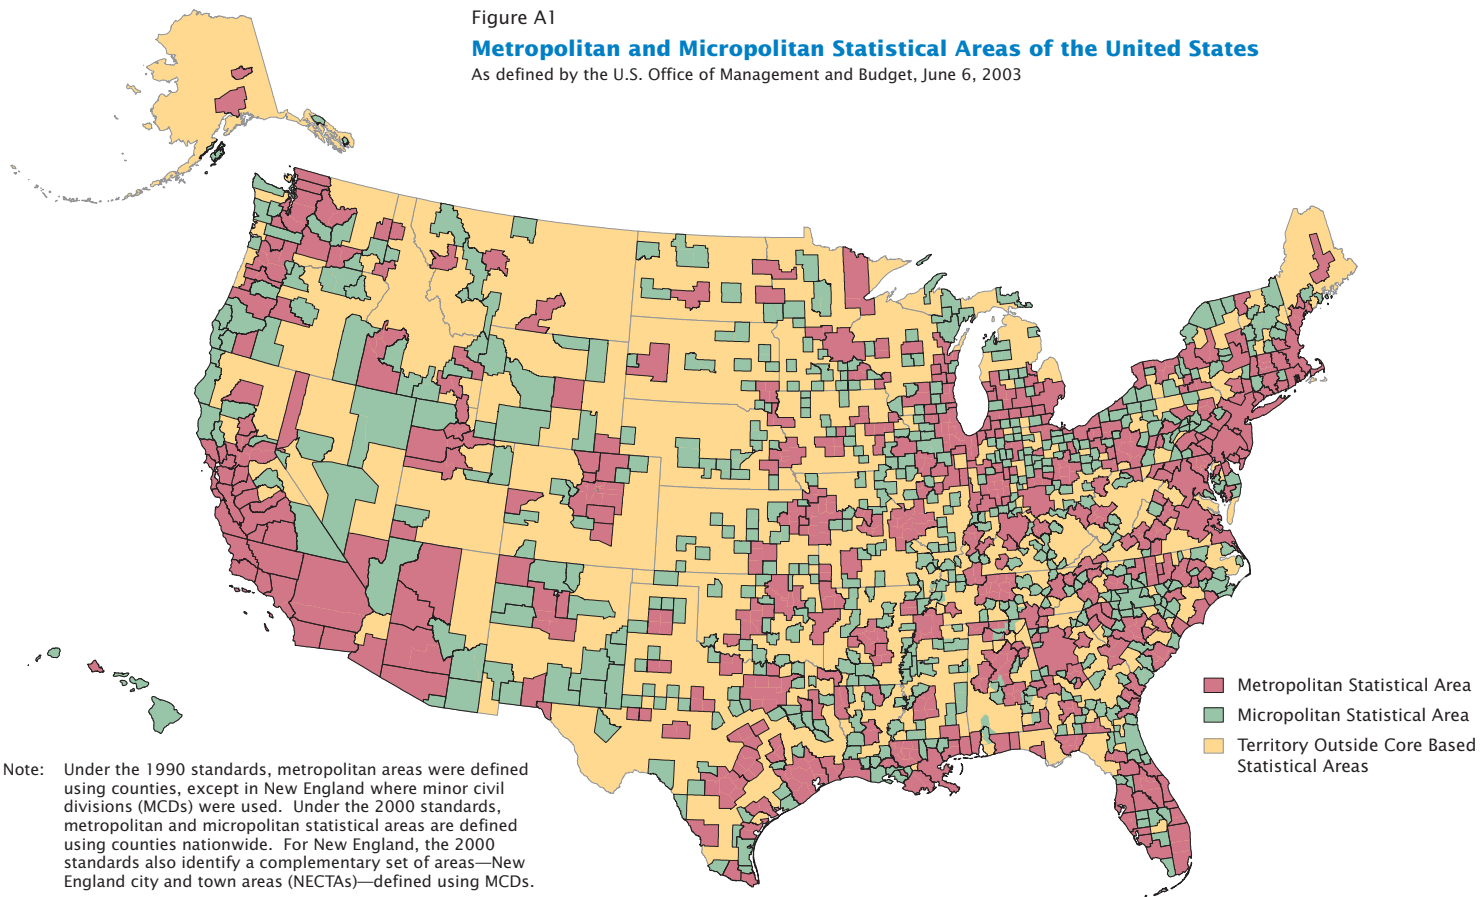 Figure A1
Metropolitan and Micropolitan Statistical Areas of the United States
As defined by the U.S. Office of Management and Budget, June 6, 2003
Metropolitan Statistical Area
Micropolitan Statistical Area
Territory Outside Core Based
Statistical Areas
Note: Under the 1990 standards, metropolitan areas were defined
using counties, except in New England where minor civil
divisions (MCDs) were used. Under the 2000 standards,
metropolitan and micropolitan statistical areas are defined
using counties nationwide. For New England, the 2000
standards also identify a complementary set of areas—New
England city and town areas (NECTAs)—defined using MCDs.